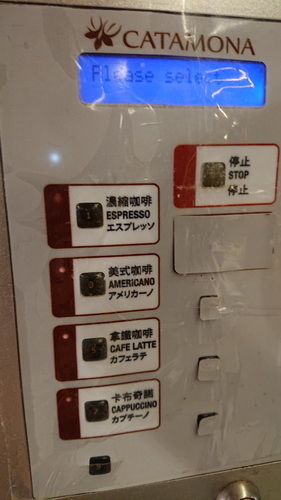 CATAMONA
Please select
停止
STOP
停止
濃縮咖啡
ESPRESSO
エスプレッソ
美式咖啡
AMERICANO
アメリカーノ
拿鐵咖啡
CAFE LATTE
カフェラテ
卡布奇諾
CAPPUCCINO
カプチーノ